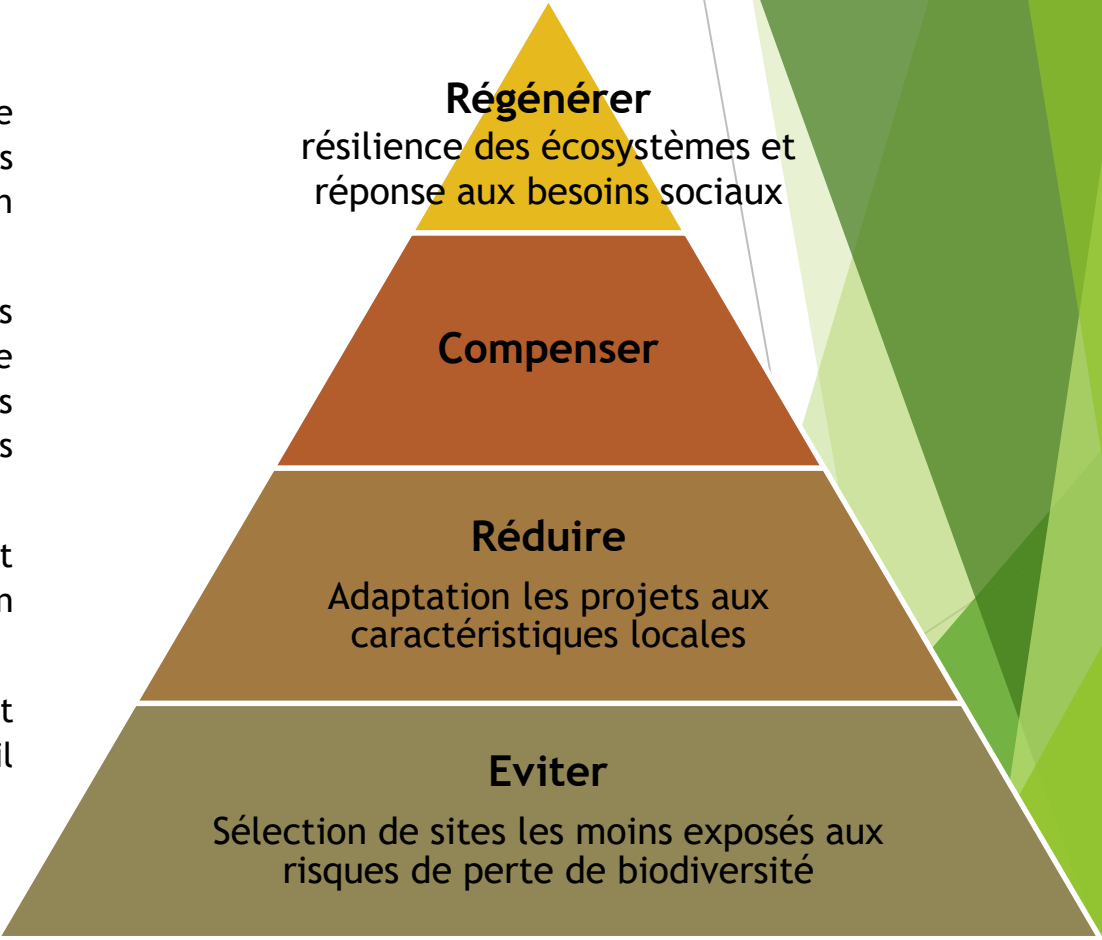 e
s
n
s
e
s
s
t
n
t
il
Régénérer
résilience des écosystèmes et
réponse aux besoins sociaux
Compenser
Réduire
Adaptation les projets aux
caractéristiques locales
Eviter
Sélection de sites les moins exposés aux
risques de perte de biodiversité